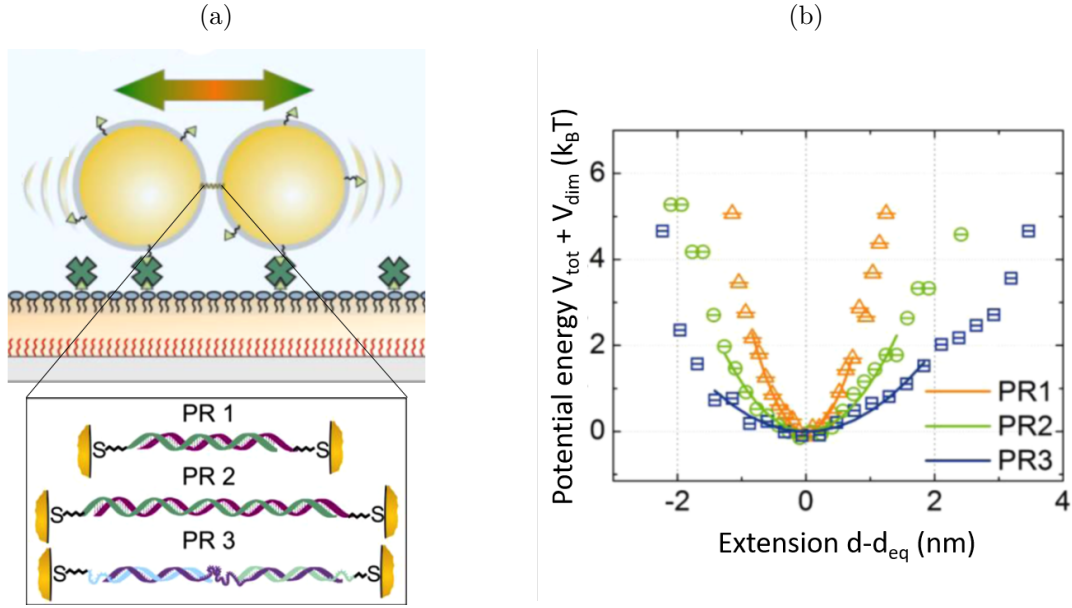 (a)
(b)
PR 1
S
S
PR 2
S
S
PR 3
S
S
Potential energy V_tot + V_dim (k_BT)
6
4
2
0
PR1
PR2
PR3
-2
0
2
4
Extension d-d_eq (nm)